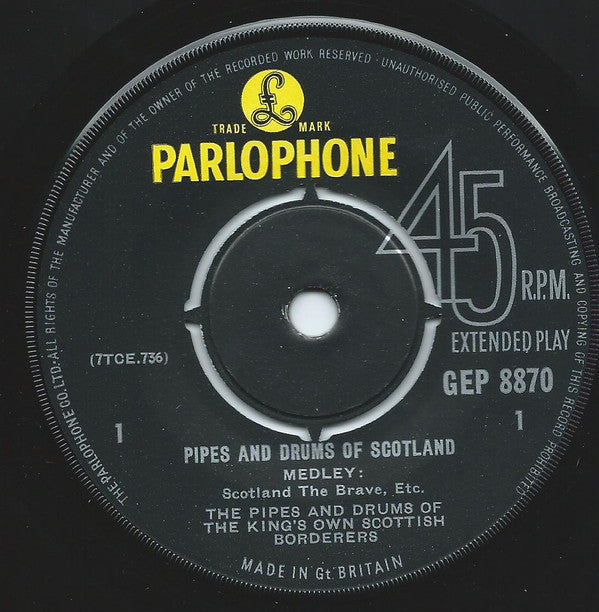 THE PARLOPHONE CO. LTD. ALL RIGHTS OF THE MANUFACTURER AND OF THE OWNER OF THE RECORDED WORK RESERVED · UNAUTHORISED PUBLIC PERFORMANCE BROADCASTING AND COPYING OF THIS RECORD PROHIBITED
£
TRADE MARK
PARLOPHONE
45
R.P.M.
EXTENDED PLAY
(7TCE.736)
GEP 8870
1
1
PIPES AND DRUMS OF SCOTLAND
MEDLEY:
Scotland The Brave, Etc.
THE PIPES AND DRUMS OF
THE KING'S OWN SCOTTISH
BORDERERS
MADE IN Gt. BRITAIN